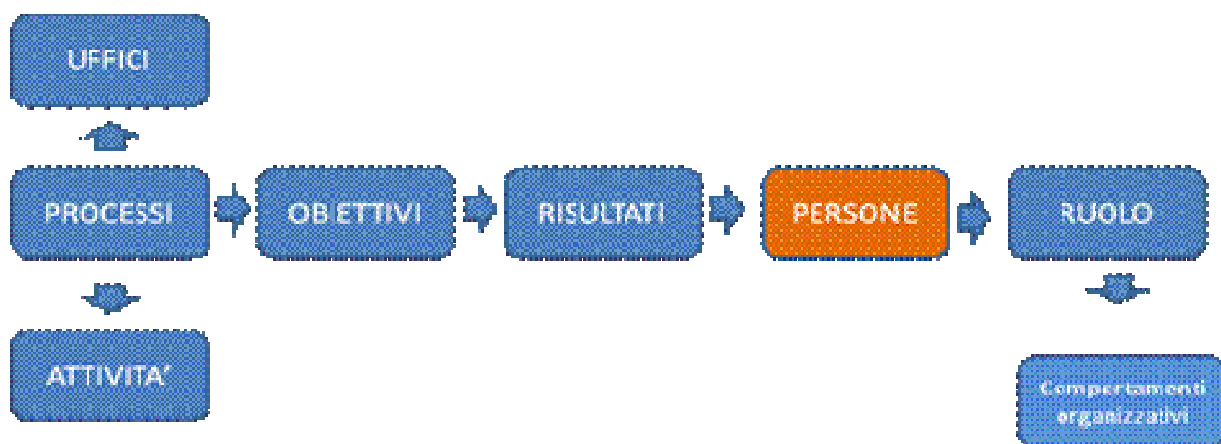 UFFICI
PROCESSI
OBIETTIVI
RISULTATI
PERSONE
RUOLO
ATTIVITA'
Comportamenti
organizzativi